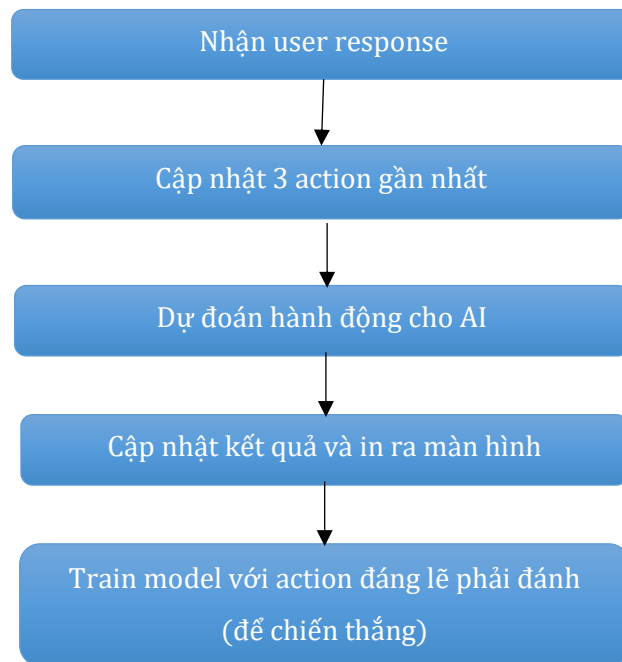 Nhận user response
Cập nhật 3 action gần nhất
Dự đoán hành động cho AI
Cập nhật kết quả và in ra màn hình
Train model với action đáng lẽ phải đánh
(để chiến thắng)